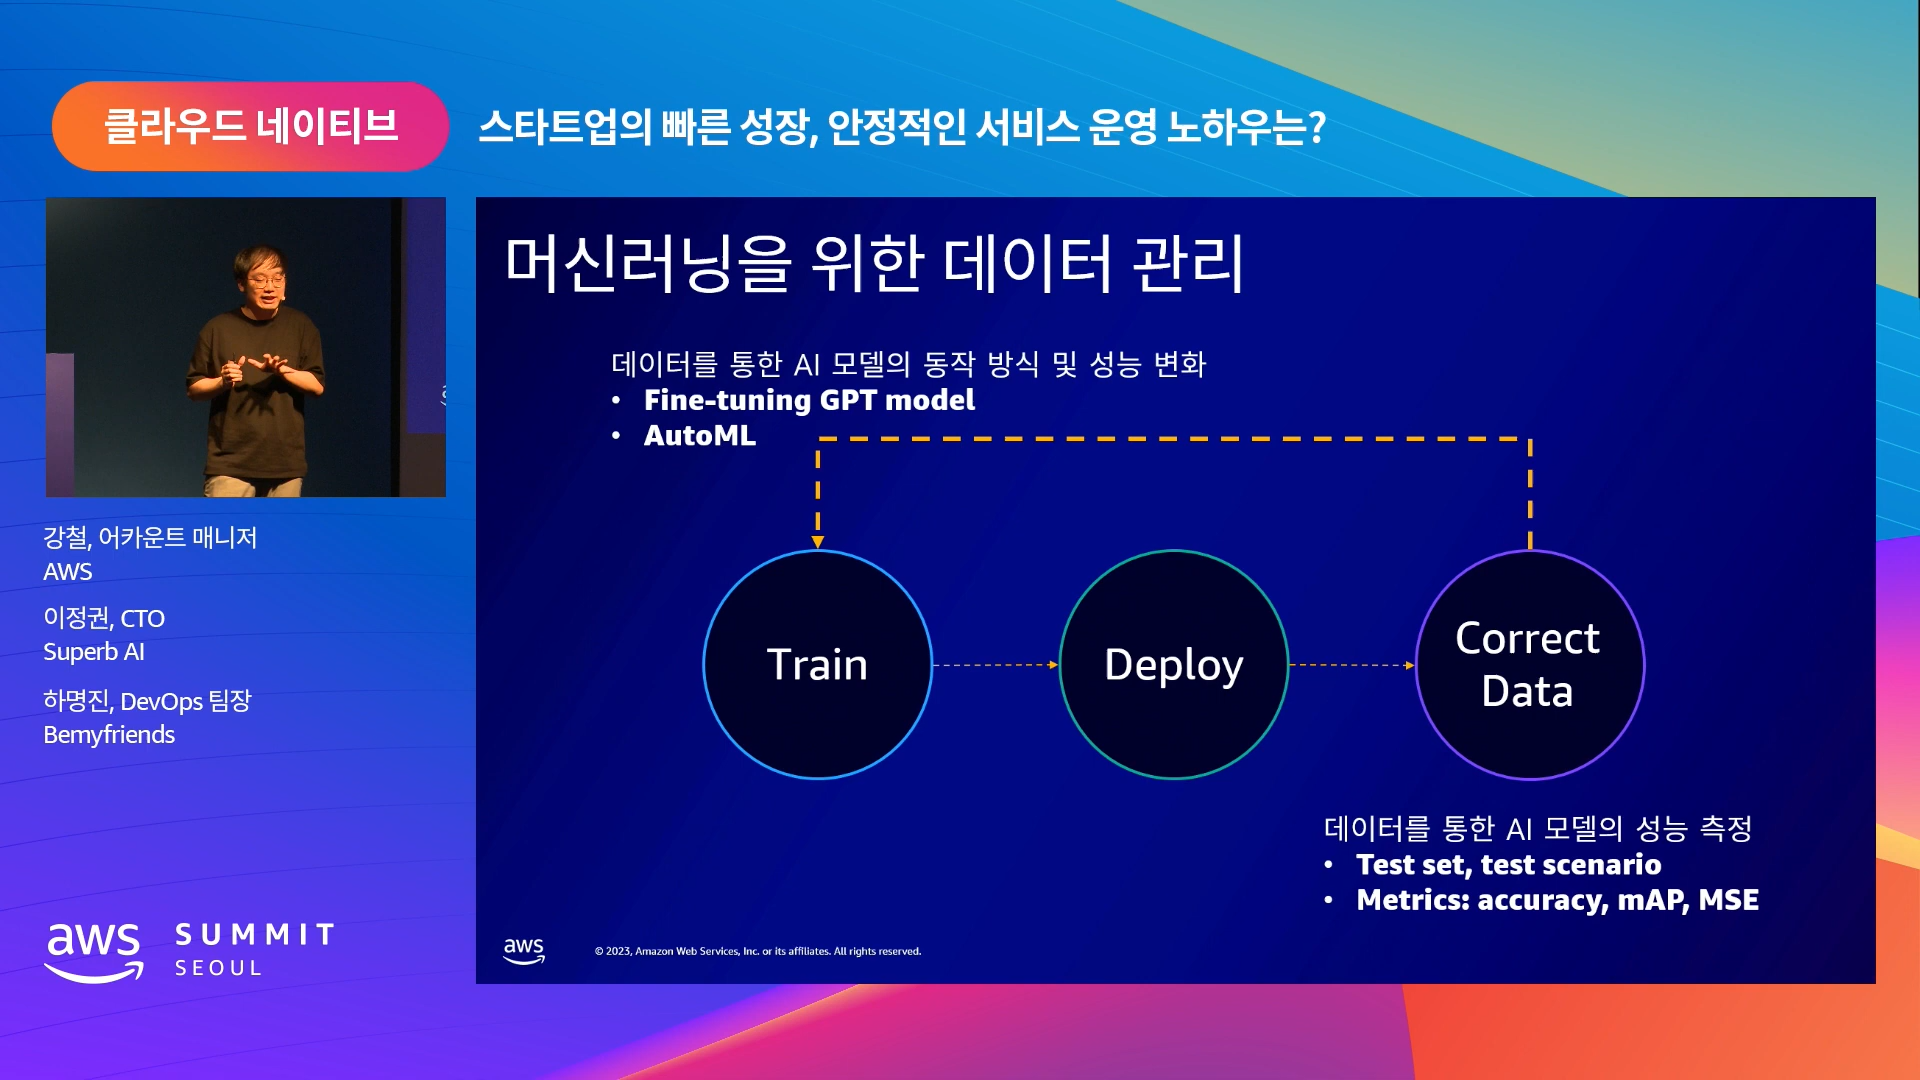 클라우드 네이티브
스타트업의 빠른 성장, 안정적인 서비스 운영 노하우는?
강철, 어카운트 매니저
AWS
이정권, CTO
Superb AI
하명진, DevOps 팀장
Bemyfriends
aws
SUMMIT
SEOUL
머신러닝을 위한 데이터 관리
데이터를 통한 AI 모델의 동작 방식 및 성능 변화
• Fine-tuning GPT model
• AutoML
Train
Deploy
Correct
Data
데이터를 통한 AI 모델의 성능 측정
• Test set, test scenario
• Metrics: accuracy, mAP, MSE
aws
© 2023, Amazon Web Services, Inc. or its affiliates. All rights reserved.